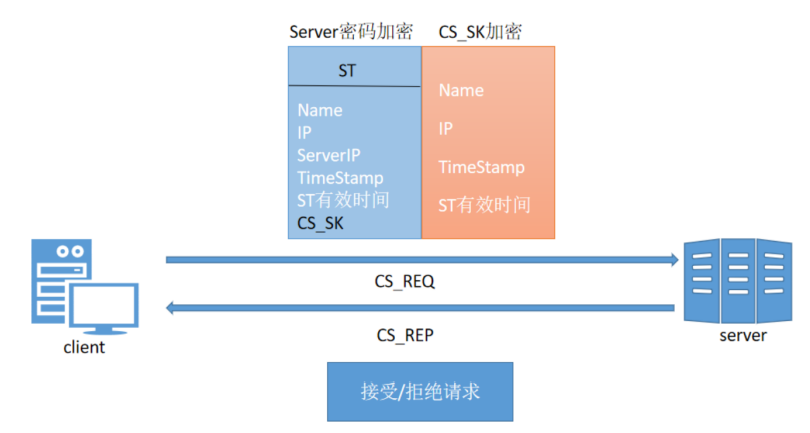 Server密码加密
CS_SK加密
ST
Name
IP
ServerIP
TimeStamp
ST有效时间
CS_SK
Name
IP
TimeStamp
ST有效时间
CS_REQ
CS_REP
client
server
接受/拒绝请求